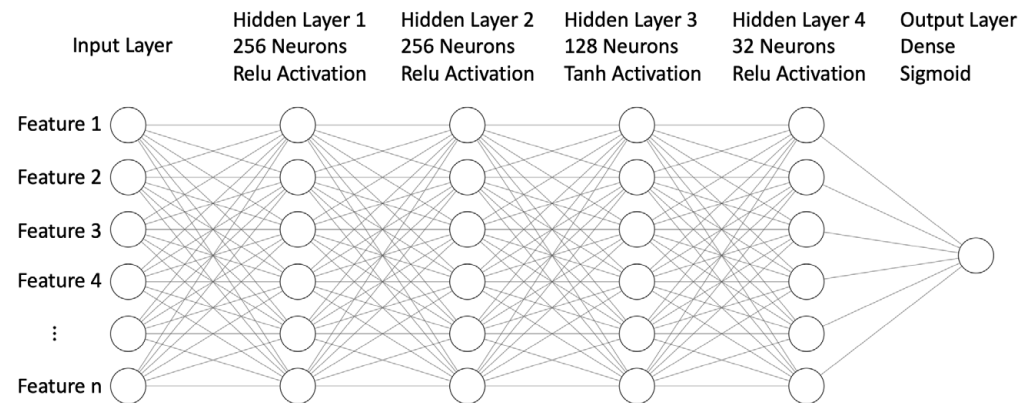 Input Layer
Hidden Layer 1
256 Neurons
Relu Activation
Hidden Layer 2
256 Neurons
Relu Activation
Hidden Layer 3
128 Neurons
Tanh Activation
Hidden Layer 4
32 Neurons
Relu Activation
Output Layer
Dense
Sigmoid
Feature 1
Feature 2
Feature 3
Feature 4
⋮
Feature n